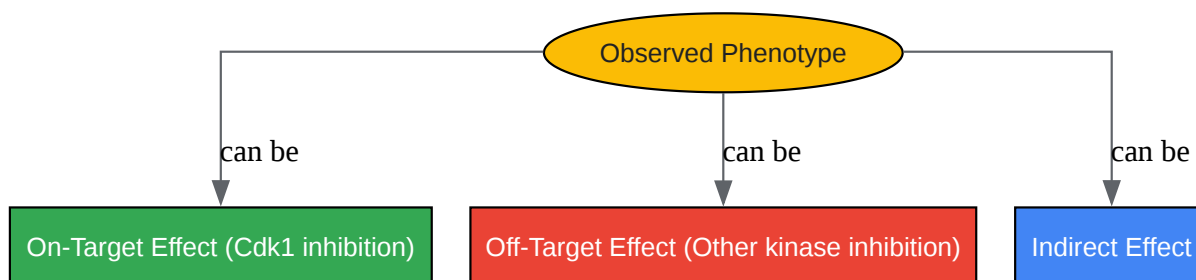 Observed Phenotype
can be
can be
can be
On-Target Effect (Cdk1 inhibition)
Off-Target Effect (Other kinase inhibition)
Indirect Effect